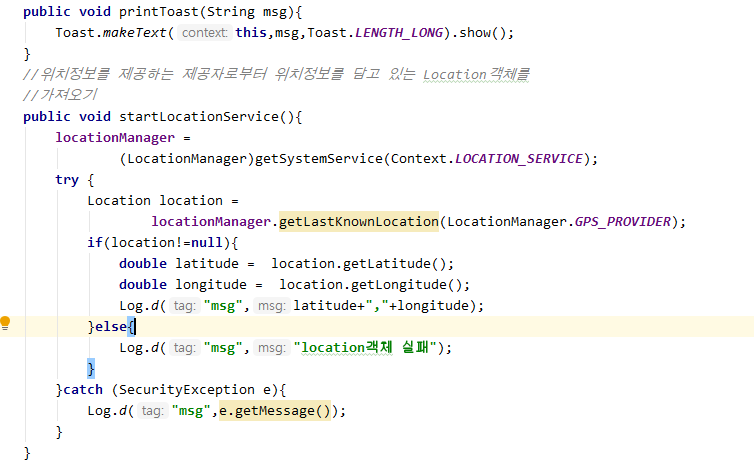 public void printToast(String msg){
Toast.makeText( context: this,msg,Toast.LENGTH_LONG).show();
}
//위치정보를 제공하는 제공자로부터 위치정보를 담고 있는 Location객체를
//가져오기
public void startLocationService(){
locationManager =
(LocationManager)getSystemService(Context.LOCATION_SERVICE);
try {
Location location =
locationManager.getLastKnownLocation(LocationManager.GPS_PROVIDER);
if(location!=null){
double latitude =  location.getLatitude();
double longitude =  location.getLongitude();
Log.d( tag: "msg", msg: latitude+","+longitude);
}else{
Log.d( tag: "msg", msg: "location객체 실패");
}
}catch (SecurityException e){
Log.d( tag: "msg",e.getMessage());
}
}